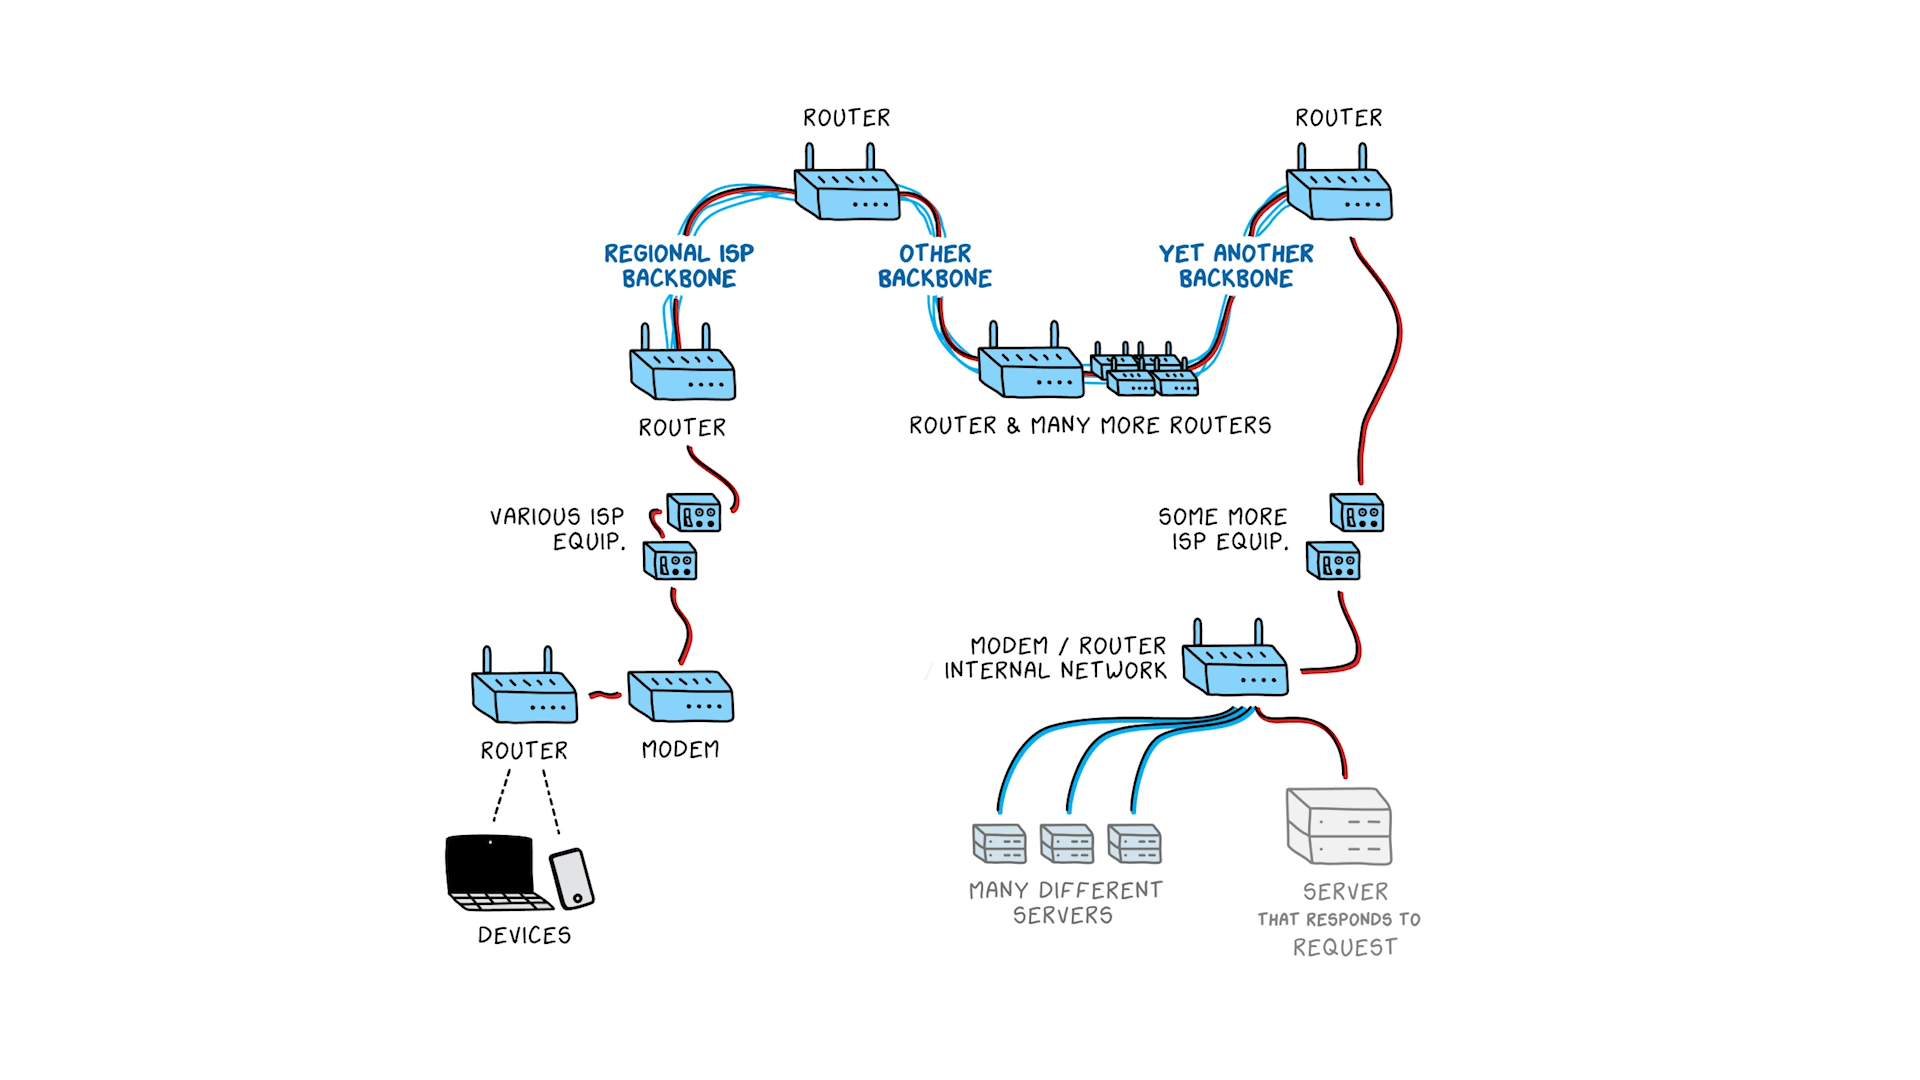 ROUTER
ROUTER
REGIONAL ISP
BACKBONE
OTHER
BACKBONE
YET ANOTHER
BACKBONE
ROUTER
ROUTER & MANY MORE ROUTERS
VARIOUS ISP
EQUIP.
SOME MORE
ISP EQUIP.
MODEM / ROUTER
INTERNAL NETWORK
ROUTER
MODEM
DEVICES
MANY DIFFERENT
SERVERS
SERVER
THAT RESPONDS TO
REQUEST